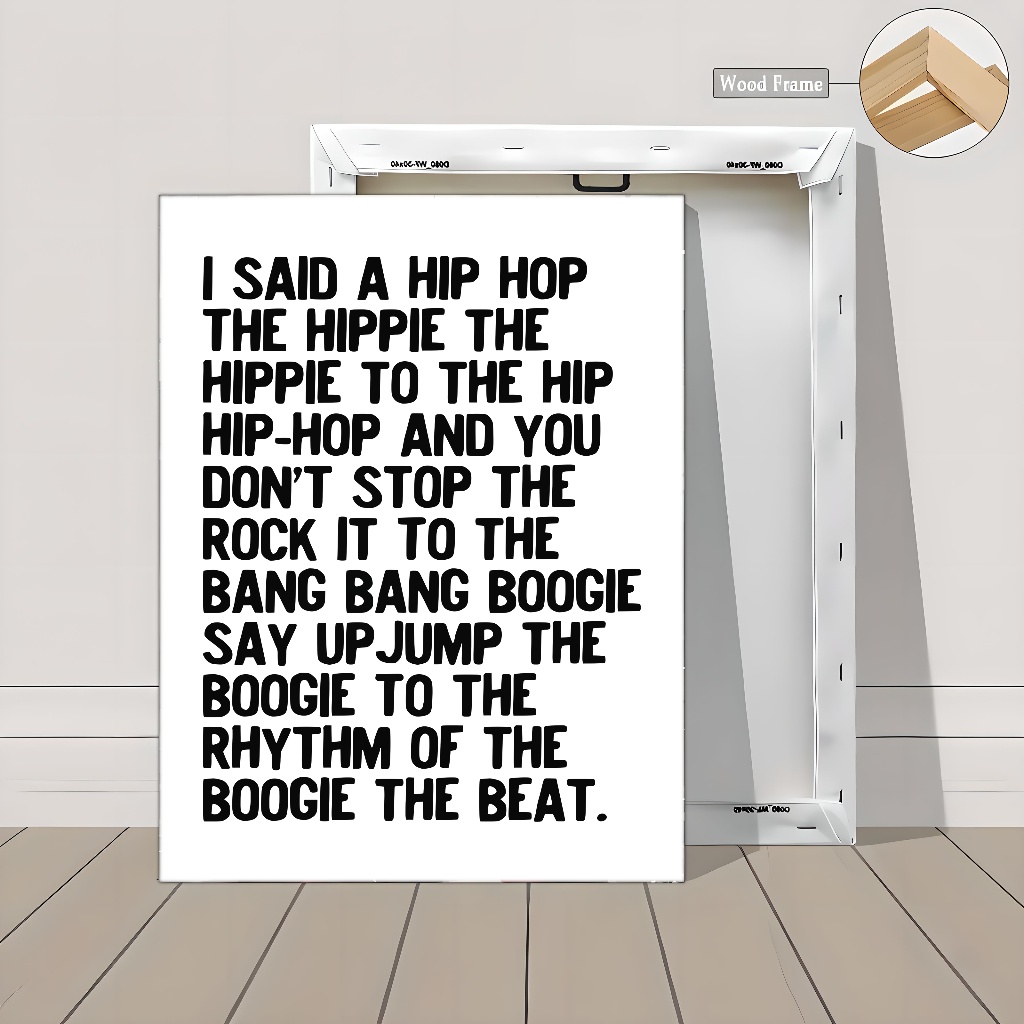 Wood Frame
I SAID A HIP HOP
THE HIPPIE THE
HIPPIE TO THE HIP
HIP-HOP AND YOU
DON'T STOP THE
ROCK IT TO THE
BANG BANG BOOGIE
SAY UPJUMP THE
BOOGIE TO THE
RHYTHM OF THE
BOOGIE THE BEAT.